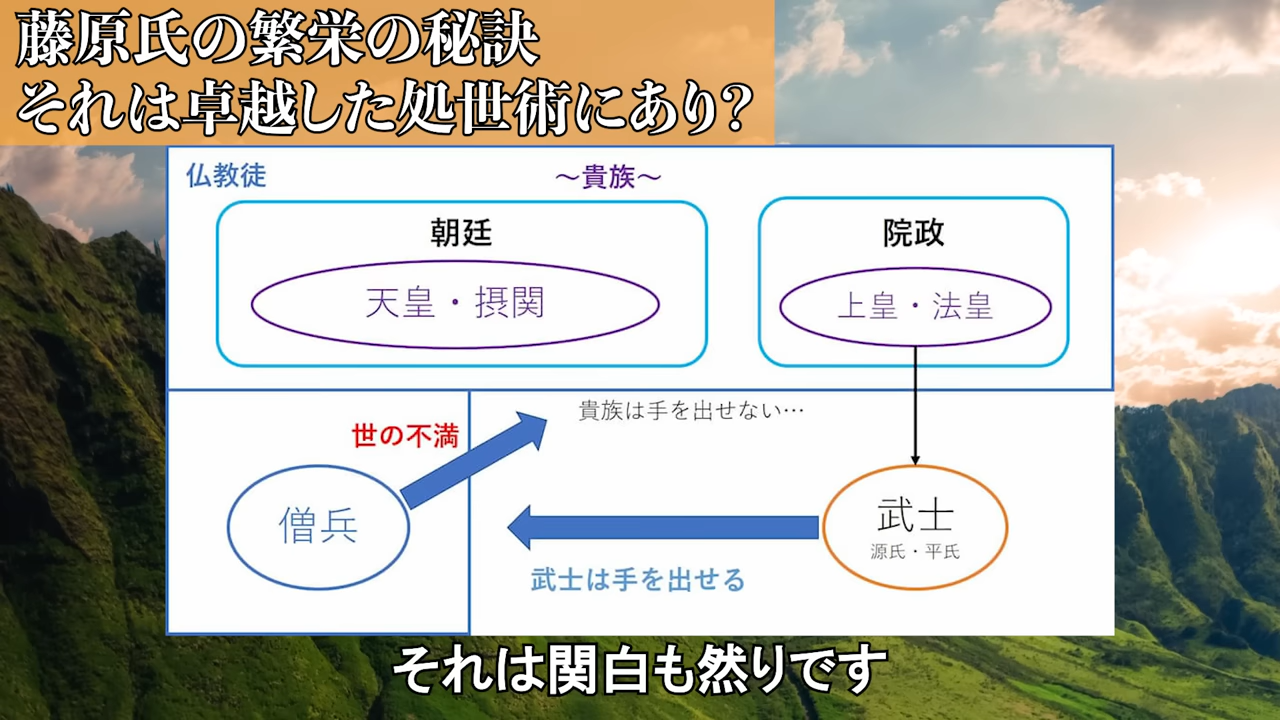 藤原氏の繁栄の秘訣
それは卓越した処世術にあり?
仏教徒
～貴族～
朝廷
院政
天皇・摂関
上皇・法皇
貴族は手を出せない…
世の不満
僧兵
武士
源氏・平氏
武士は手を出せる
それは関白も然りです